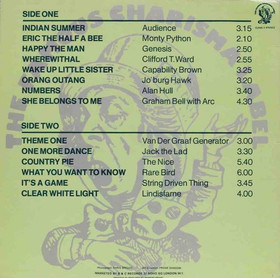 SIDE ONE
INDIAN SUMMER Audience 3.15
ERIC THE HALF A BEE Monty Python 2.10
HAPPY THE MAN Genesis 2.50
WHEREWITHAL Clifford T. Ward 2.55
WAKE UP LITTLE SISTER Capability Brown 3.25
ORANG OUTANG Jo'burg Hawk 3.20
NUMBERS Alan Hull 3.40
SHE BELONGS TO ME Graham Bell with Arc 4.30
SIDE TWO
THEME ONE Van Der Graaf Generator 3.00
ONE MORE DANCE Jack the Lad 3.30
COUNTRY PIE The Nice 5.40
WHAT YOU WANT TO KNOW Rare Bird 6.00
IT'S A GAME String Driven Thing 3.45
CLEAR WHITE LIGHT Lindisfarne 4.00